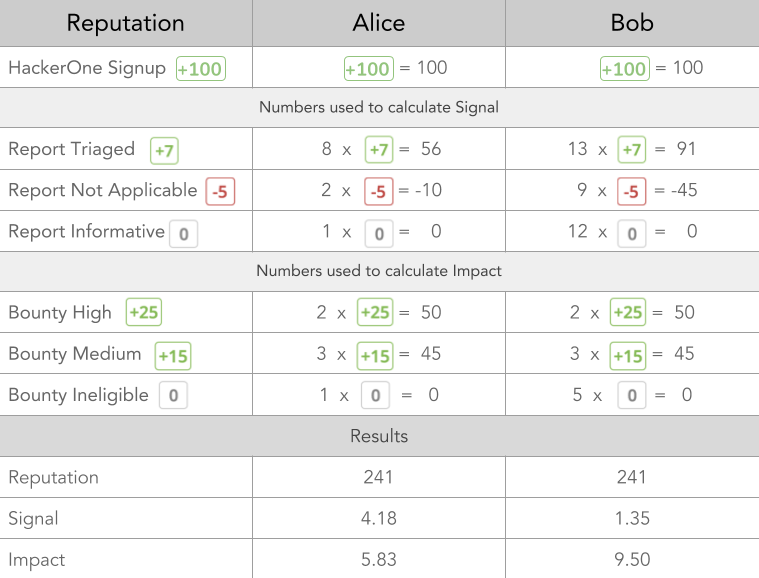 Reputation Alice Bob
HackerOne Signup +100 +100 = 100 +100 = 100
Numbers used to calculate Signal
Report Triaged +7 8 x +7 = 56 13 x +7 = 91
Report Not Applicable -5 2 x -5 = -10 9 x -5 = -45
Report Informative 0 1 x 0 = 0 12 x 0 = 0
Numbers used to calculate Impact
Bounty High +25 2 x +25 = 50 2 x +25 = 50
Bounty Medium +15 3 x +15 = 45 3 x +15 = 45
Bounty Ineligible 0 1 x 0 = 0 5 x 0 = 0
Results
Reputation 241 241
Signal 4.18 1.35
Impact 5.83 9.50